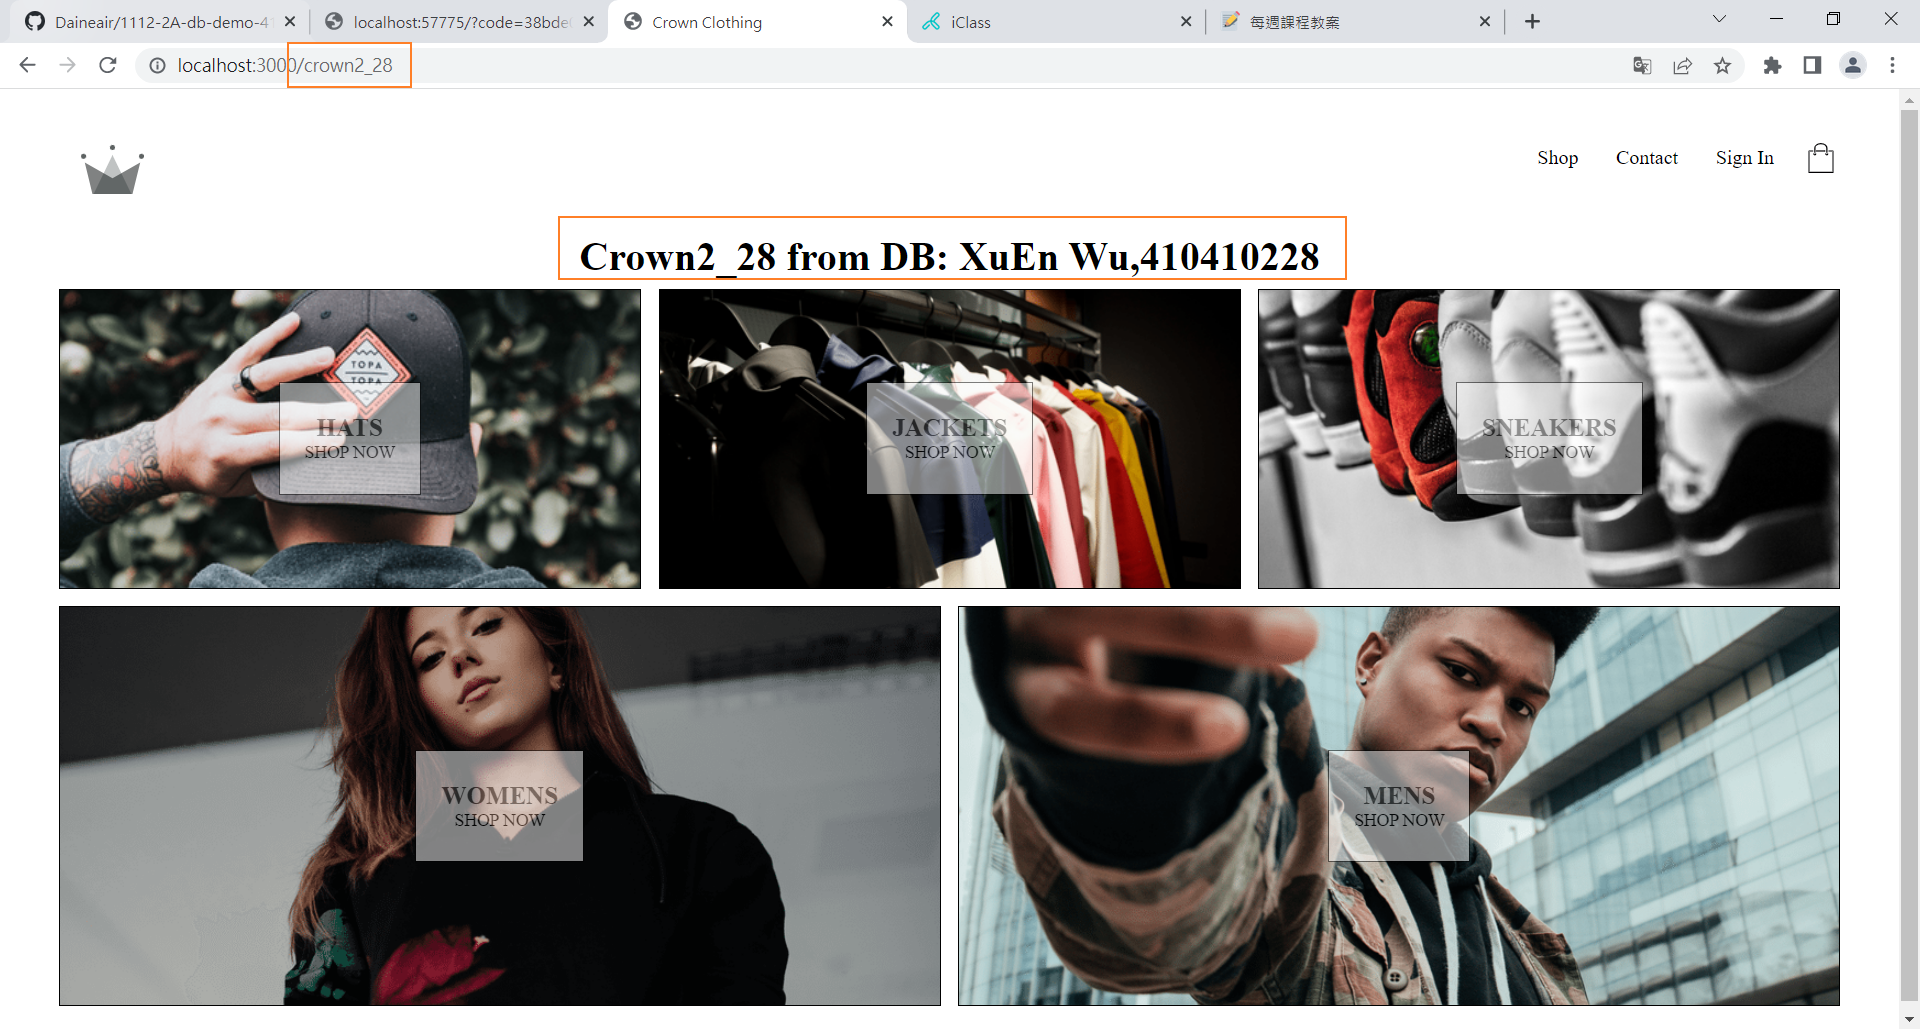 Daineair/1112-2A-db-demo-41
localhost:57775/?code=38bde
Crown Clothing
iClass
每週課程教案
localhost:3000/crown2_28
Shop
Contact
Sign In
Crown2_28 from DB: XuEn Wu,410410228
TOPA
TOPA
HATS
SHOP NOW
JACKETS
SHOP NOW
SNEAKERS
SHOP NOW
WOMENS
SHOP NOW
MENS
SHOP NOW